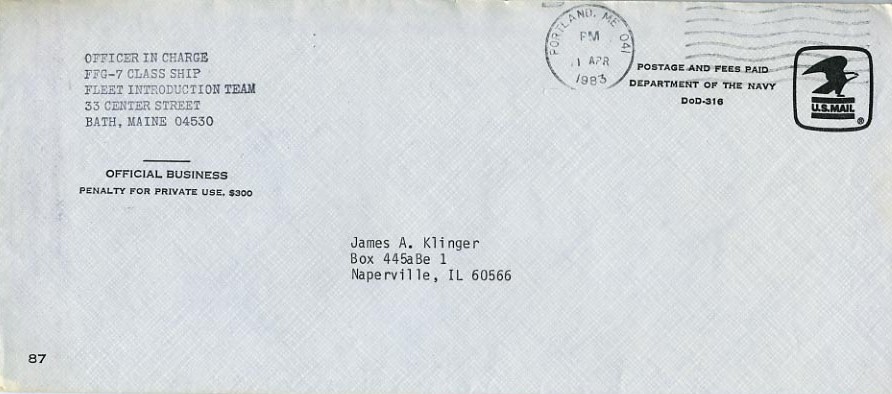 OFFICER IN CHARGE
FFG-7 CLASS SHIP
FLEET INTRODUCTION TEAM
33 CENTER STREET
BATH, MAINE 04530
OFFICIAL BUSINESS
PENALTY FOR PRIVATE USE, $300
PORTLAND, ME 041
PM
1 APR
1983
POSTAGE AND FEES PAID
DEPARTMENT OF THE NAVY
DoD-316
U.S.MAIL
®
James A. Klinger
Box 445aBe 1
Naperville, IL 60566
87